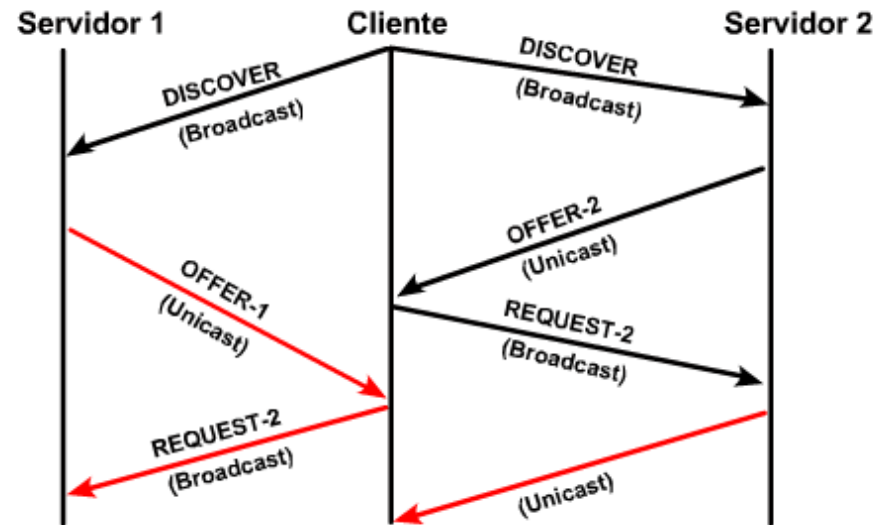 Servidor 1
Cliente
Servidor 2
DISCOVER
(Broadcast)
DISCOVER
(Broadcast)
OFFER-2
(Unicast)
OFFER-1
(Unicast)
REQUEST-2
(Broadcast)
REQUEST-2
(Broadcast)
(Unicast)